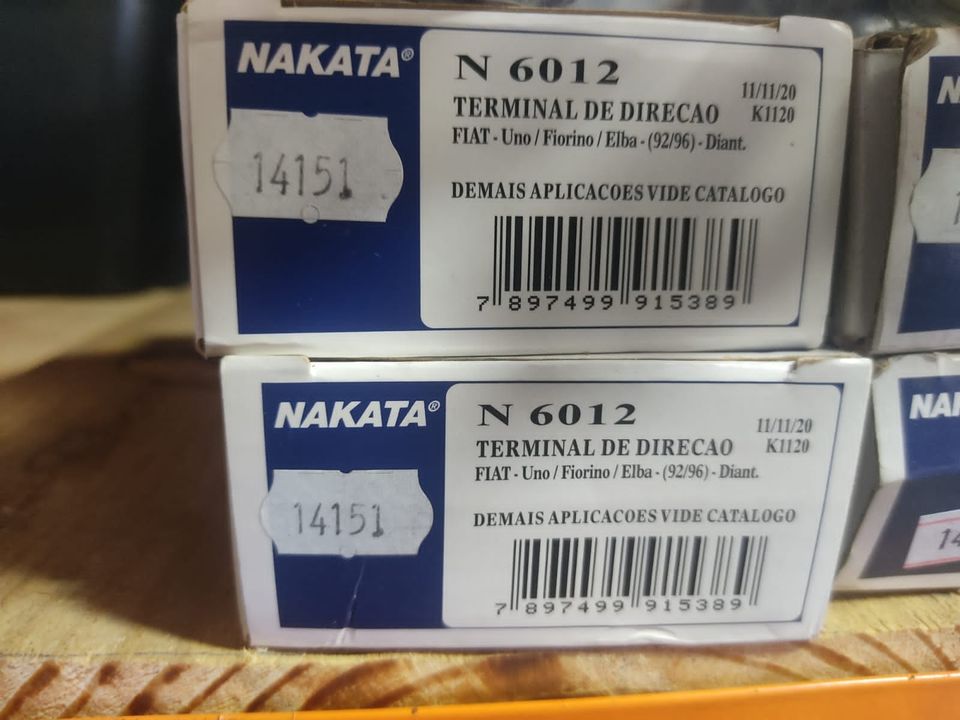 NAKATA®
N 6012
11/11/20
TERMINAL DE DIRECAO K1120
FIAT - Uno / Fiorino / Elba - (92/96) - Diant.
14151
DEMAIS APLICACOES VIDE CATALOGO
7 897499 915389
NAKATA®
N 6012
11/11/20
TERMINAL DE DIRECAO K1120
FIAT - Uno / Fiorino / Elba - (92/96) - Diant.
14151
DEMAIS APLICACOES VIDE CATALOGO
7 897499 915389